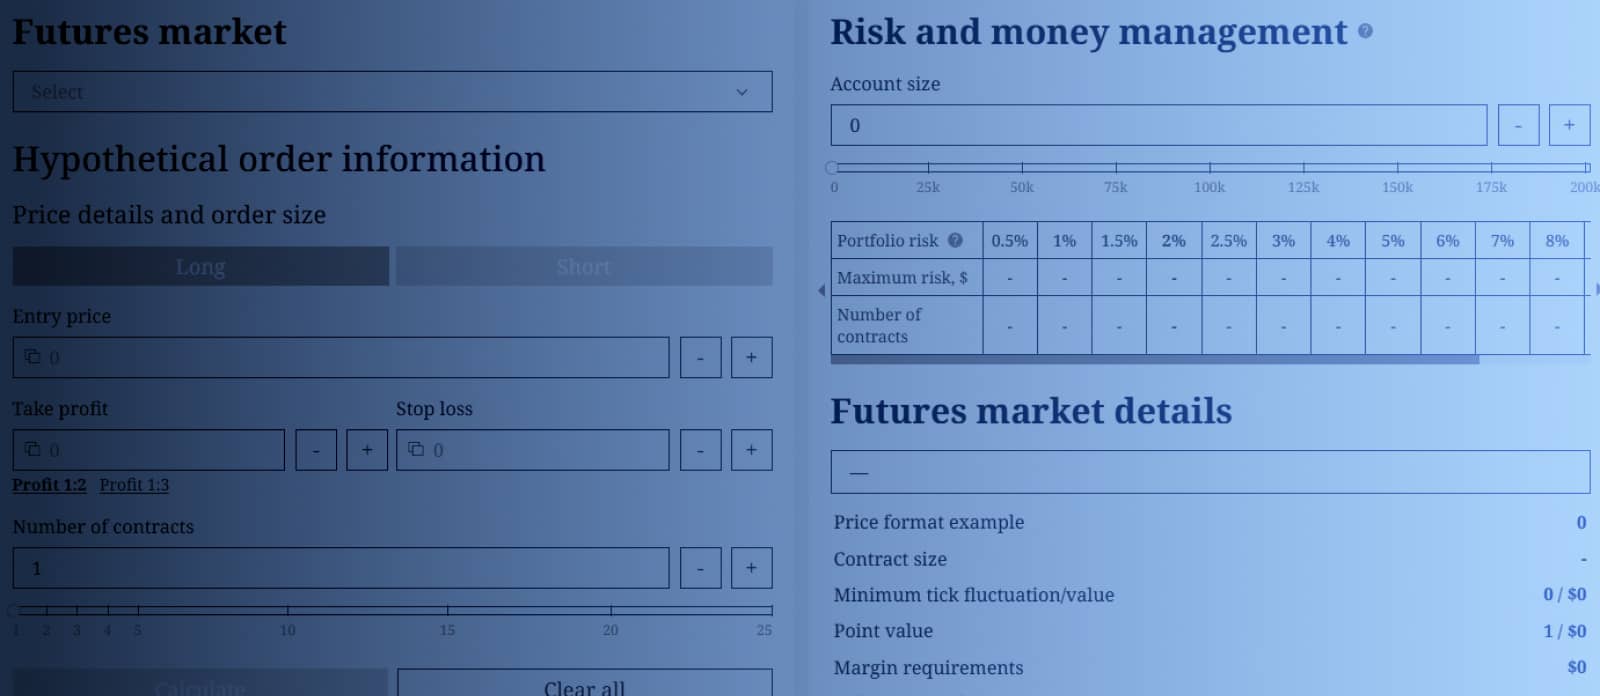 Futures market
Select
Hypothetical order information
Price details and order size
Long Short
Entry price
0 - +
Take profit Stop loss
0 - + 0 - +
Profit 1:2 Profit 1:3
Number of contracts
1 - +
1 2 3 4 5 10 15 20 25
Calculate Clear all
Risk and money management ?
Account size
0 - +
0 25k 50k 75k 100k 125k 150k 175k 200k
Portfolio risk ? 0.5% 1% 1.5% 2% 2.5% 3% 4% 5% 6% 7% 8%
Maximum risk, $ - - - - - - - - - - -
Number of
contracts - - - - - - - - - - -
Futures market details
—
Price format example 0
Contract size -
Minimum tick fluctuation/value 0 / $0
Point value 1 / $0
Margin requirements $0